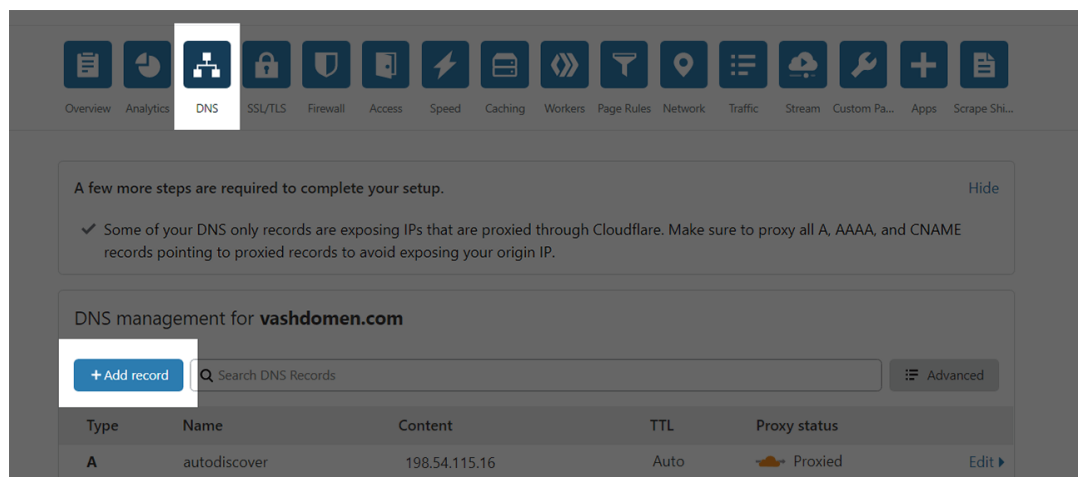 Overview Analytics DNS SSL/TLS Firewall Access Speed Caching Workers Page Rules Network Traffic Stream Custom Pa... Apps Scrape Shi...
A few more steps are required to complete your setup. Hide
Some of your DNS only records are exposing IPs that are proxied through Cloudflare. Make sure to proxy all A, AAAA, and CNAME
records pointing to proxied records to avoid exposing your origin IP.
DNS management for vashdomen.com
+ Add record Search DNS Records Advanced
Type Name Content TTL Proxy status
A autodiscover 198.54.115.16 Auto Proxied Edit